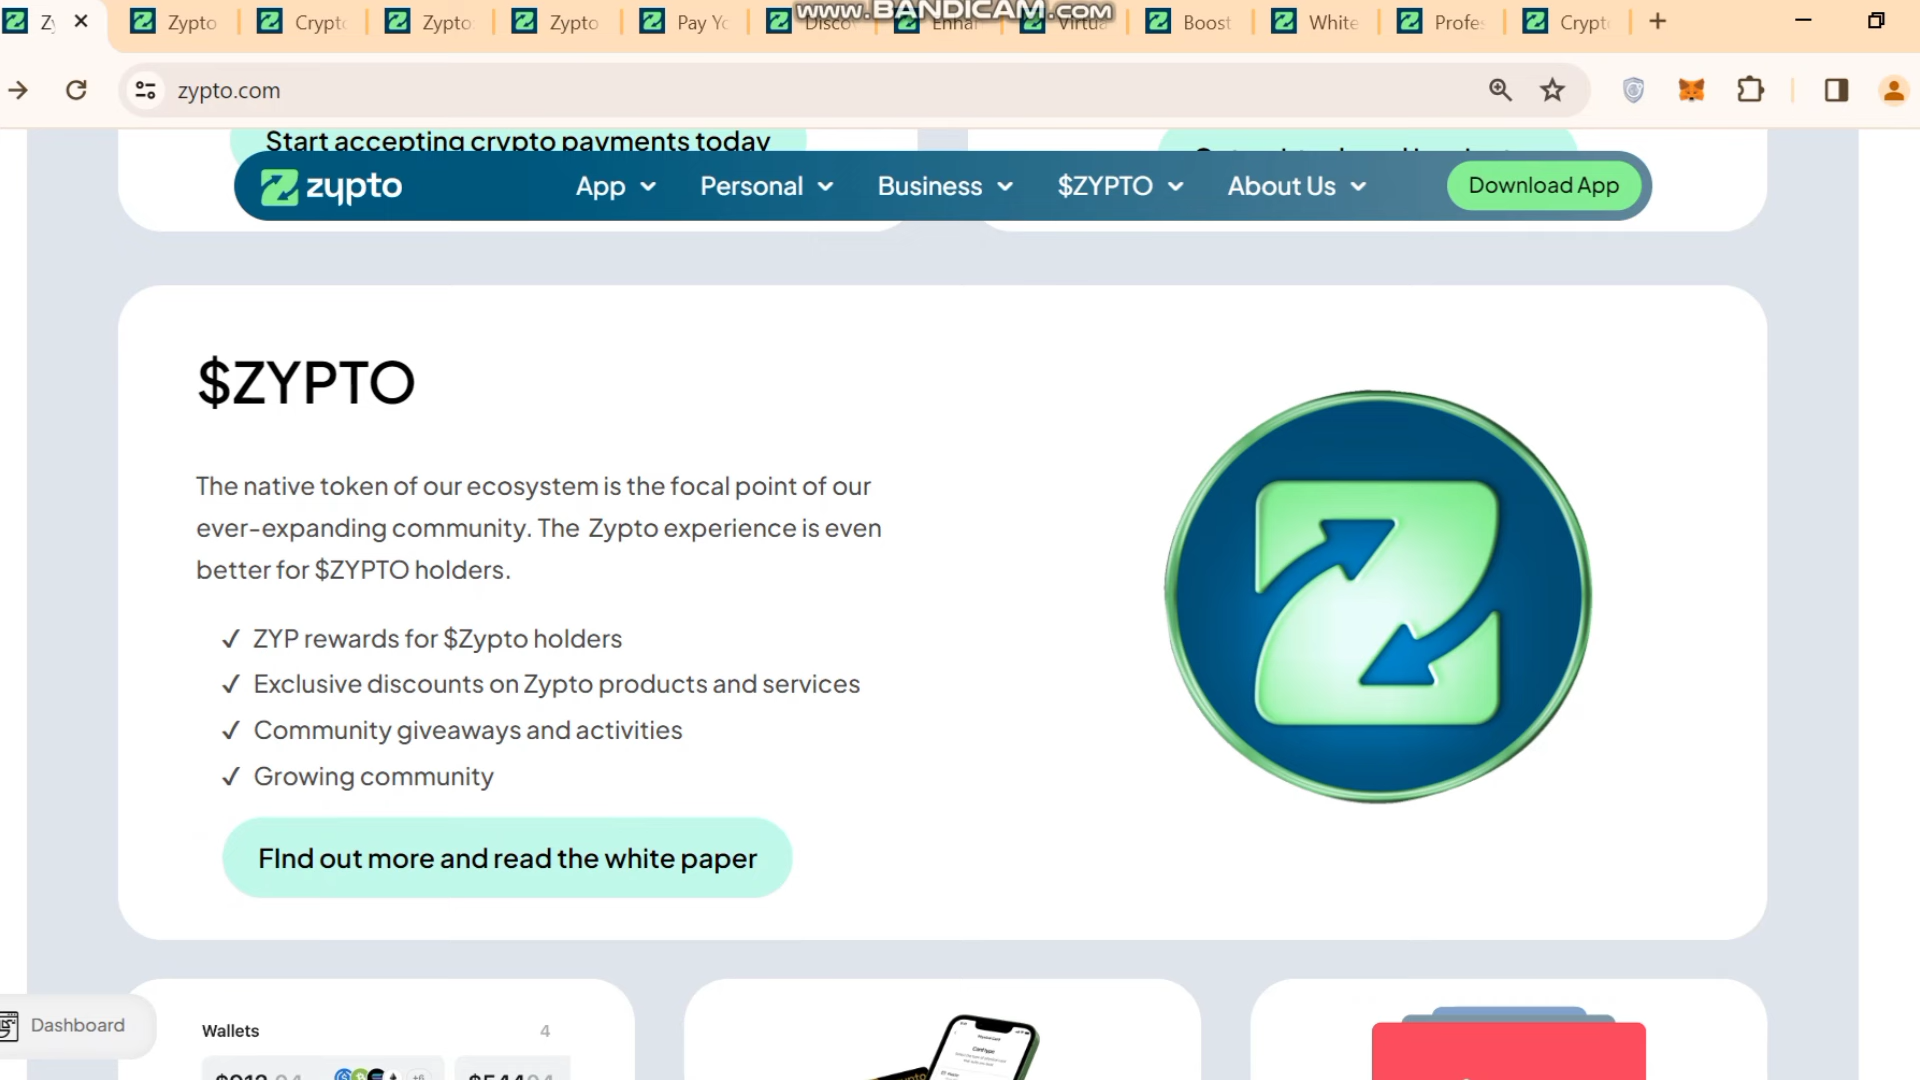 www.BANDICAM.com
Zypto
Zypto
Zypto
Boost
White
zypto.com
Start accepting crypto payments today
zypto
App
Personal
Business
$ZYPTO
About Us
Download App
$ZYPTO
The native token of our ecosystem is the focal point of our
ever-expanding community. The Zypto experience is even
better for $ZYPTO holders.
✓ ZYP rewards for $Zypto holders
✓ Exclusive discounts on Zypto products and services
✓ Community giveaways and activities
✓ Growing community
FInd out more and read the white paper
Dashboard
Wallets
4